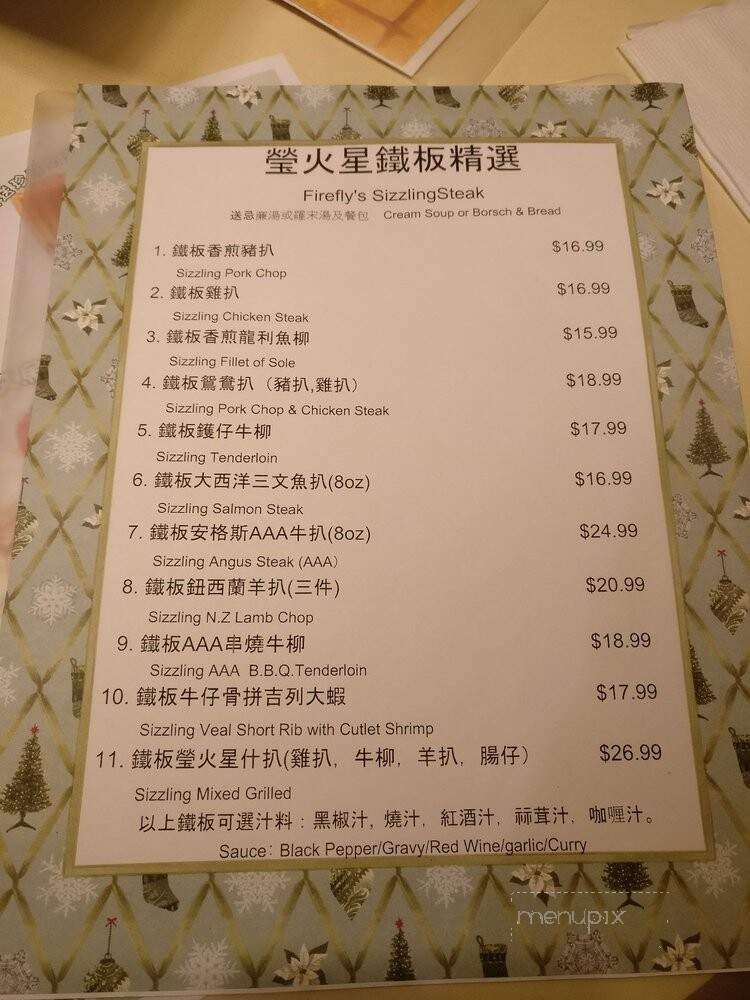 瑩火星鐵板精選
Firefly's SizzlingSteak
送忌廉湯或羅宋湯及餐包 Cream Soup or Borsch & Bread
1. 鐵板香煎豬扒 $16.99
Sizzling Pork Chop
2. 鐵板雞扒 $16.99
Sizzling Chicken Steak
3. 鐵板香煎龍利魚柳 $15.99
Sizzling Fillet of Sole
4. 鐵板鴛鴦扒 (豬扒,雞扒) $18.99
Sizzling Pork Chop & Chicken Steak
5. 鐵板鑊仔牛柳 $17.99
Sizzling Tenderloin
6. 鐵板大西洋三文魚扒(8oz) $16.99
Sizzling Salmon Steak
7. 鐵板安格斯AAA牛扒(8oz) $24.99
Sizzling Angus Steak (AAA)
8. 鐵板鈕西蘭羊扒(三件) $20.99
Sizzling N.Z Lamb Chop
9. 鐵板AAA串燒牛柳 $18.99
Sizzling AAA B.B.Q.Tenderloin
10. 鐵板牛仔骨拼吉列大蝦 $17.99
Sizzling Veal Short Rib with Cutlet Shrimp
11. 鐵板瑩火星什扒(雞扒, 牛柳, 羊扒, 腸仔) $26.99
Sizzling Mixed Grilled
以上鐵板可選汁料:黑椒汁, 燒汁, 紅酒汁, 茸汁, 咖喱汁。
Sauce: Black Pepper/Gravy/Red Wine/garlic/Curry
menupix